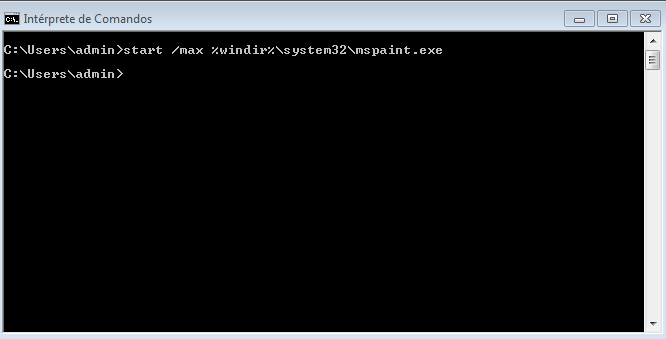 Intérprete de Comandos
C:\Users\admin>start /max %windir%\system32\mspaint.exe
C:\Users\admin>